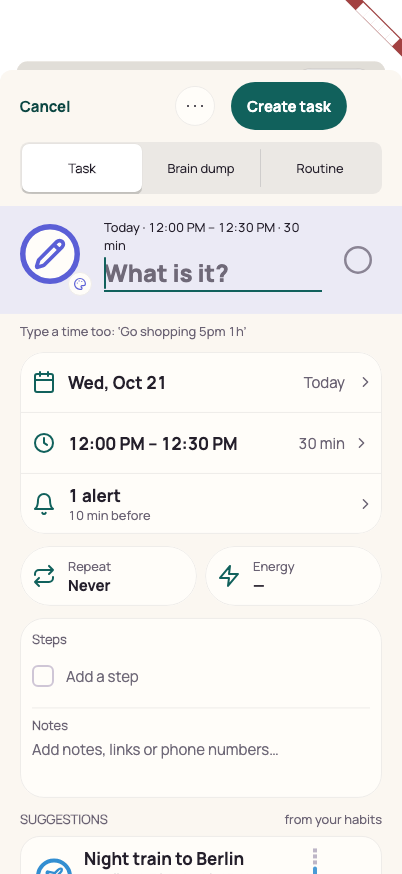 Cancel
Create task
Task
Brain dump
Routine
Today · 12:00 PM – 12:30 PM · 30
min
What is it?
Type a time too: 'Go shopping 5pm 1h'
Wed, Oct 21
Today
12:00 PM – 12:30 PM
30 min
1 alert
10 min before
Repeat
Never
Energy
–
Steps
Add a step
Notes
Add notes, links or phone numbers...
SUGGESTIONS
from your habits
Night train to Berlin